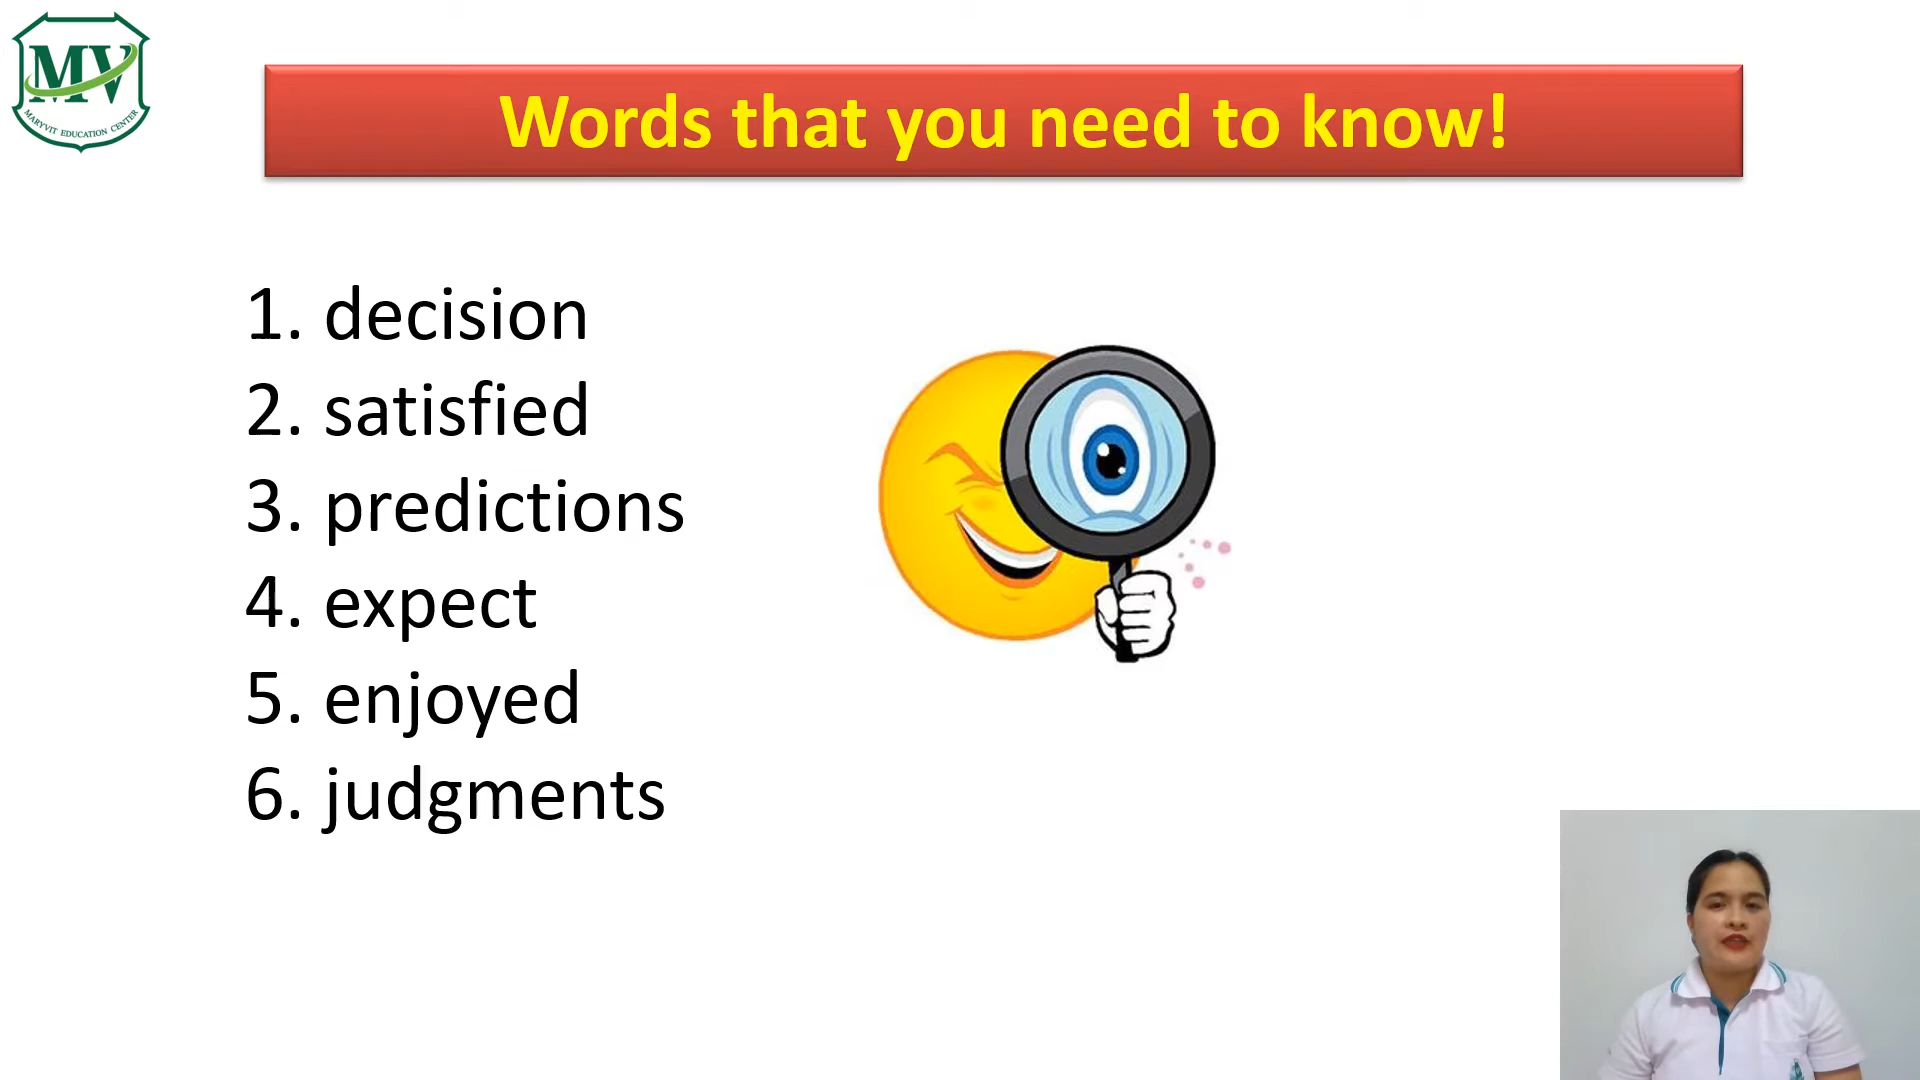 MV
MARYVIT EDUCATION CENTER
Words that you need to know!
1. decision
2. satisfied
3. predictions
4. expect
5. enjoyed
6. judgments